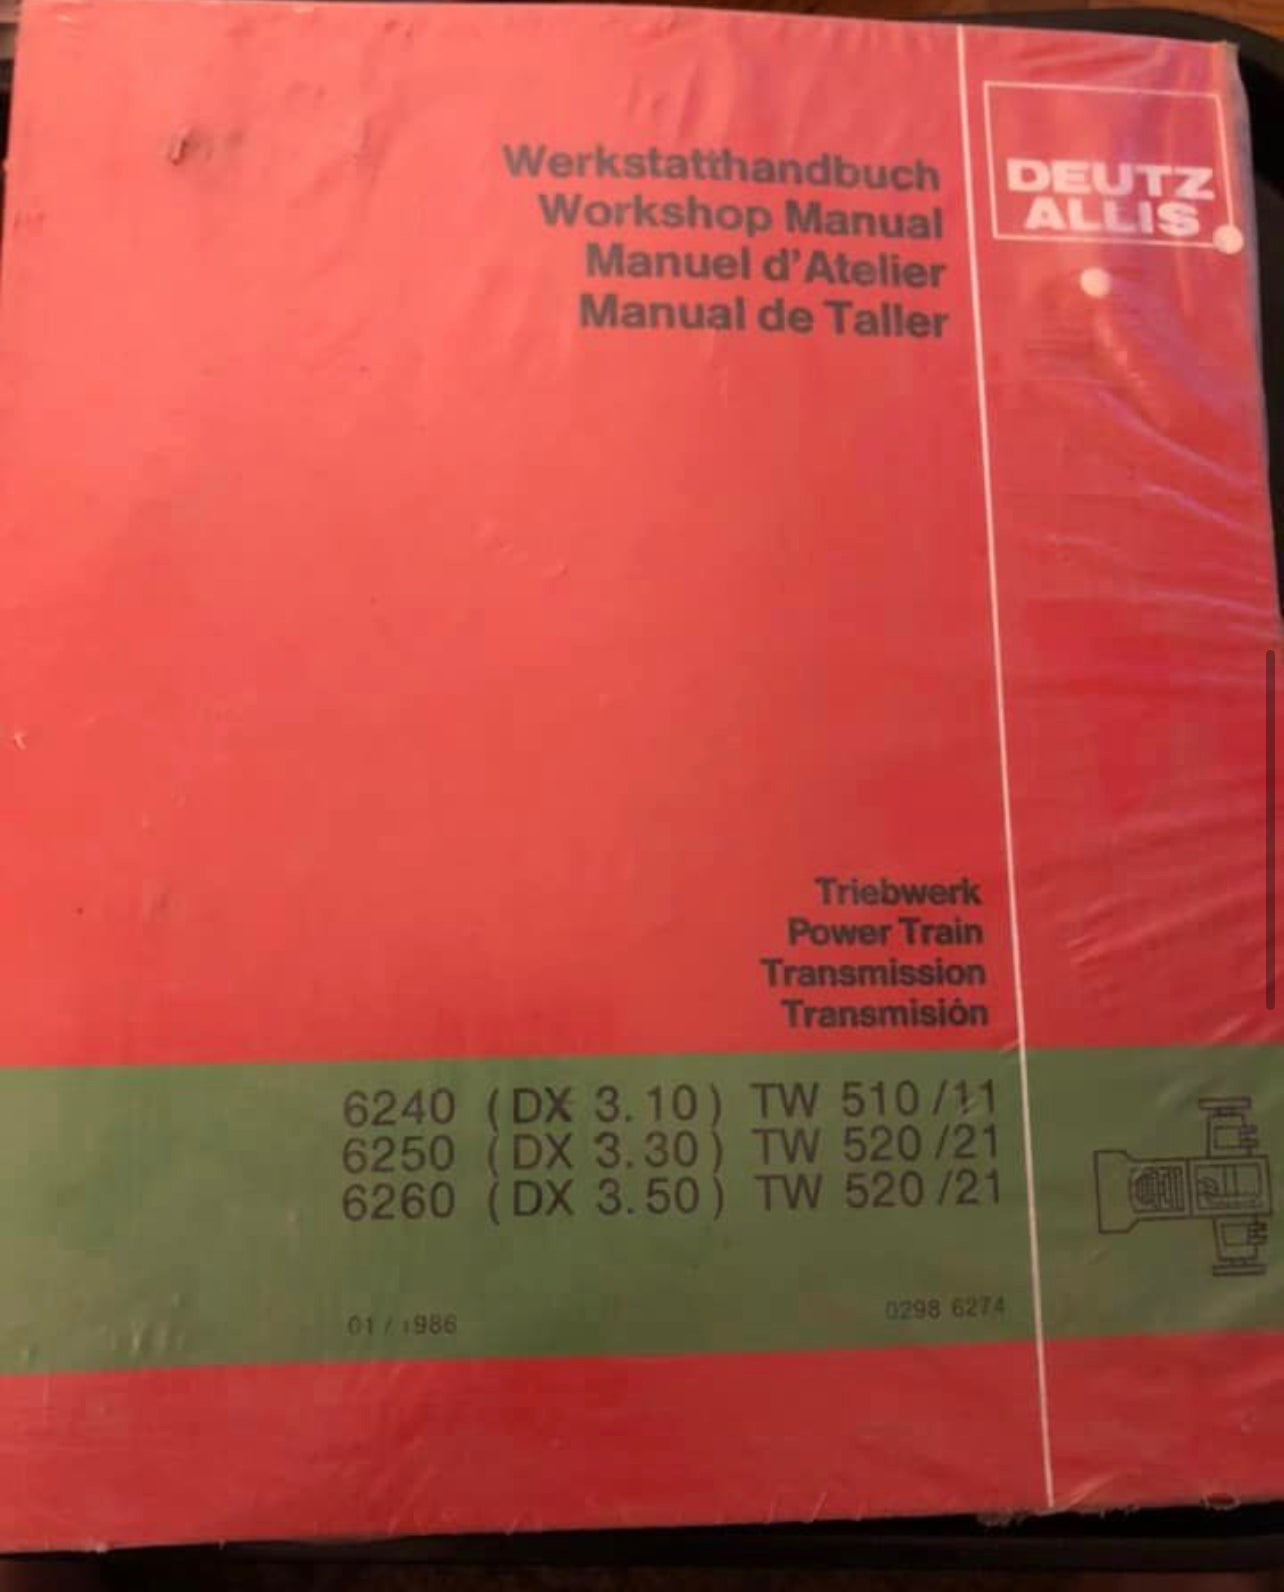 Werkstatthandbuch
Workshop Manual
Manuel d'Atelier
Manual de Taller
DEUTZ
ALLIS
Triebwerk
Power Train
Transmission
Transmisión
6240 (DX 3.10) TW 510/11
6250 (DX 3.30) TW 520/21
6260 (DX 3.50) TW 520/21
01/1986
0298 6274